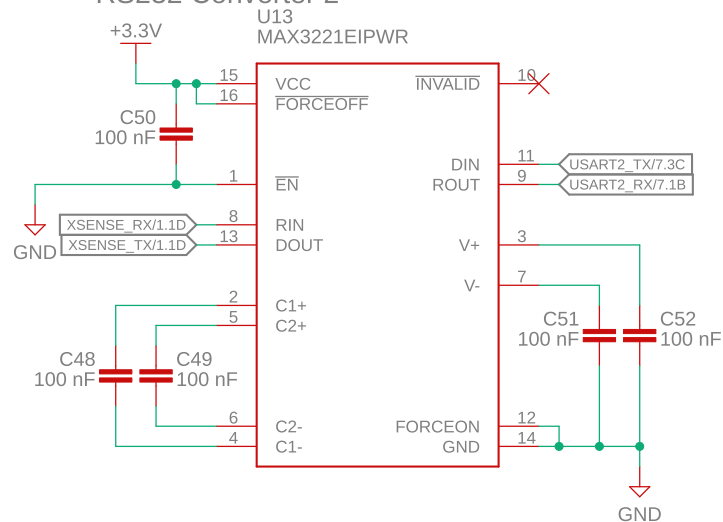 RS232 Converter 2
U13
MAX3221EIPWR
+3.3V
15 VCC
16 FORCEOFF
INVALID 10
C50
100 nF
DIN 11 USART2_TX/7.3C
1 EN
ROUT 9 USART2_RX/7.1B
XSENSE_RX/1.1D 8 RIN
XSENSE_TX/1.1D 13 DOUT
V+ 3
GND
V- 7
2 C1+
5 C2+
C51
100 nF
C52
100 nF
C48
100 nF
C49
100 nF
6 C2-
FORCEON 12
4 C1-
GND 14
GND